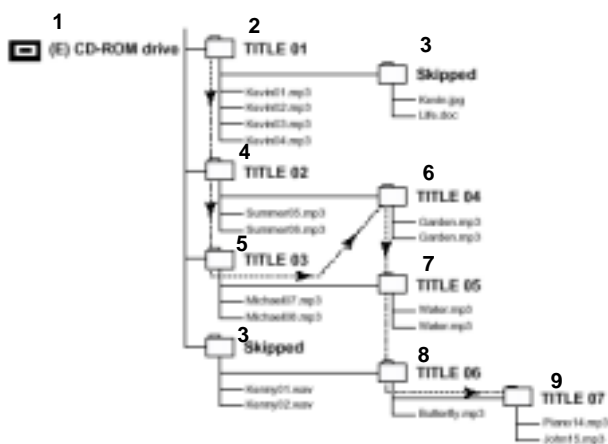 1
(E) CD-ROM drive
2
TITLE 01
3
Skipped
Kevin01.mp3
Kevin02.mp3
Kevin03.mp3
Kevin04.mp3
Kevin.jpg
Life.doc
4
TITLE 02
6
TITLE 04
Summer05.mp3
Summer06.mp3
Garden.mp3
Garden.mp3
5
TITLE 03
7
TITLE 05
Michael07.mp3
Michael08.mp3
Water.mp3
Water.mp3
3
Skipped
8
TITLE 06
Kenny01.wav
Kenny02.wav
Butterfly.mp3
9
TITLE 07
Piano14.mp3
John15.mp3